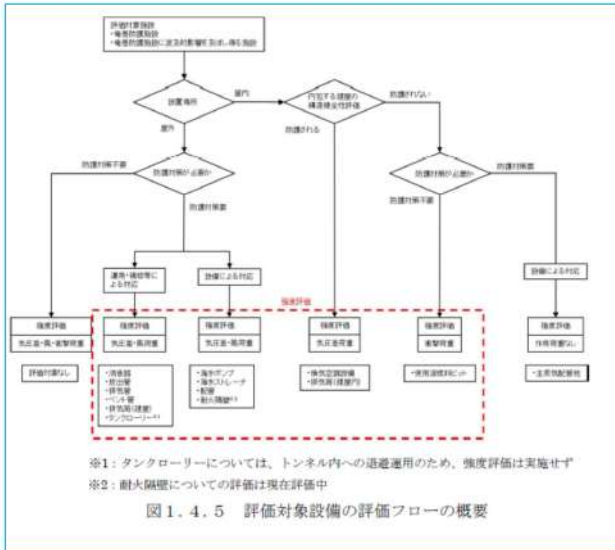 評価対象施設
・竜巻防護施設
・竜巻防護施設に波及的影響を及ぼし得る施設
設置場所
屋内
屋外
内包する建屋の
構造健全性評価
防護されない
防護される
防護対策が必要か
防護対策不要
防護対策要
防護対策が必要か
防護対策不要
防護対策要
運用・補修等に
よる対応
設備による対応
設備による対応
強度評価
強度評価
気圧差・風・衝撃荷重
評価対象なし
強度評価
気圧差・風荷重
・消音器
・放出管
・排気管
・ベント管
・排気筒(建屋)
・タンクローリー※1
強度評価
気圧差・風荷重
・海水ポンプ
・海水ストレーナ
・配管
・耐火隔壁※2
強度評価
気圧差荷重
・換気空調設備
・排気筒(建屋内)
強度評価
衝撃荷重
・使用済燃料ピット
強度評価
作用荷重なし
・主蒸気配管他
※1:タンクローリーについては、トンネル内への退避運用のため、強度評価は実施せず
※2:耐火隔壁についての評価は現在評価中
図1.4.5 評価対象設備の評価フローの概要